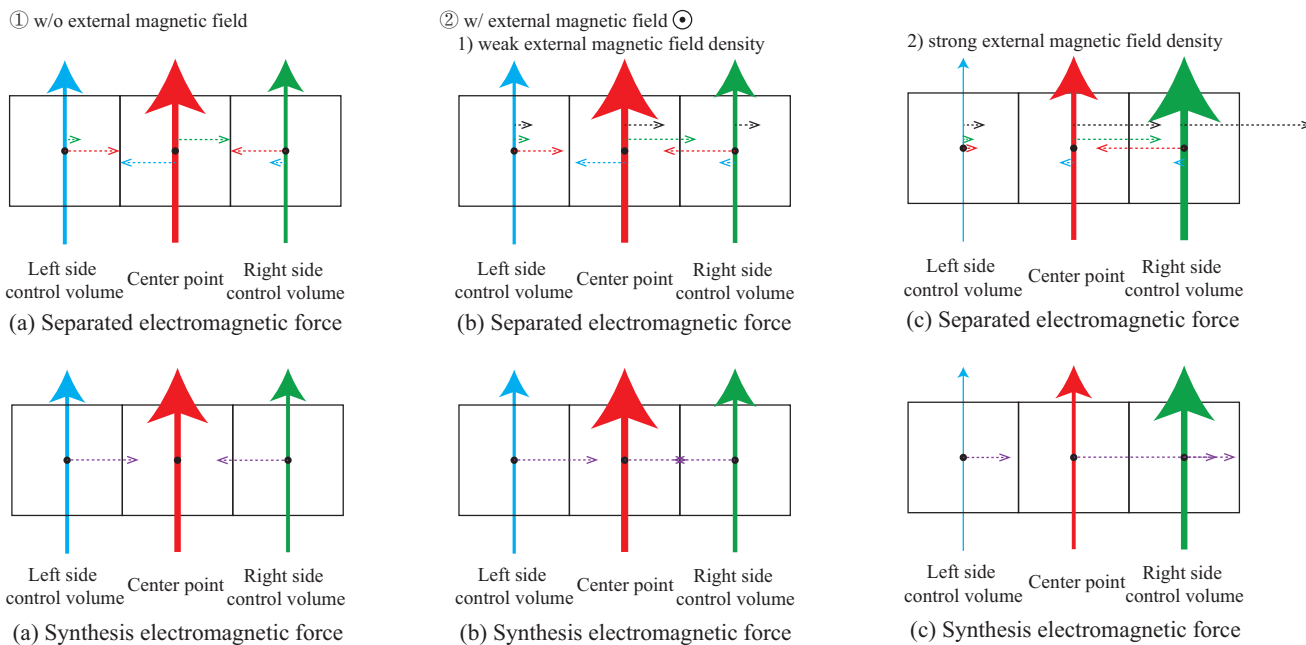 ① w/o external magnetic field
② w/ external magnetic field
1) weak external magnetic field density
2) strong external magnetic field density
Left side
control volume
Center point
Right side
control volume
(a) Separated electromagnetic force
Left side
control volume
Center point
Right side
control volume
(b) Separated electromagnetic force
Left side
control volume
Center point
Right side
control volume
(c) Separated electromagnetic force
Left side
control volume
Center point
Right side
control volume
(a) Synthesis electromagnetic force
Left side
control volume
Center point
Right side
control volume
(b) Synthesis electromagnetic force
Left side
control volume
Center point
Right side
control volume
(c) Synthesis electromagnetic force